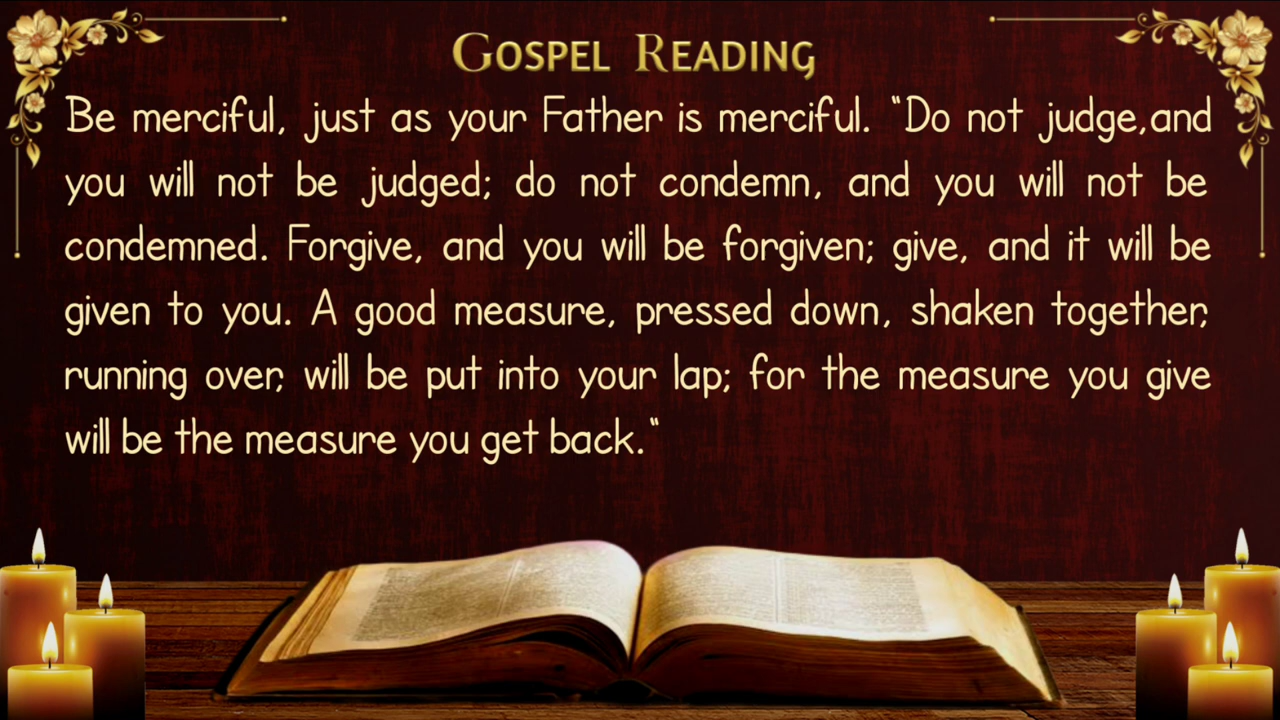 Gospel Reading
Be merciful, just as your Father is merciful. "Do not judge,and
you will not be judged; do not condemn, and you will not be
condemned. Forgive, and you will be forgiven; give, and it will be
given to you. A good measure, pressed down, shaken together,
running over, will be put into your lap; for the measure you give
will be the measure you get back."